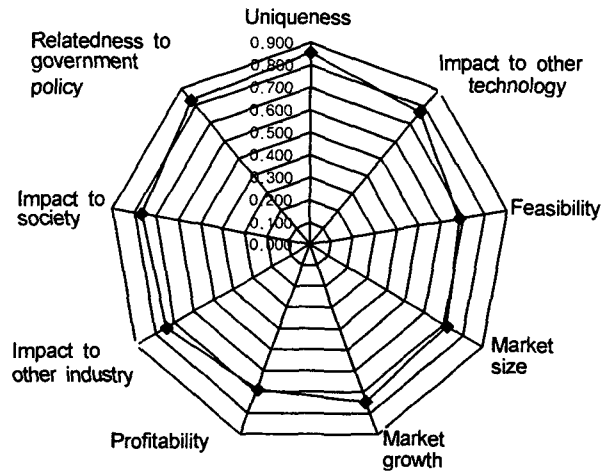 Uniqueness
Relatedness to
government
policy
0.900
0.800
0.700
0.600
0.500
0.400
0.300
0.200
0.100
0.000
Impact to other
technology
Feasibility
Market
size
Market
growth
Profitability
Impact to
other industry
Impact to
society